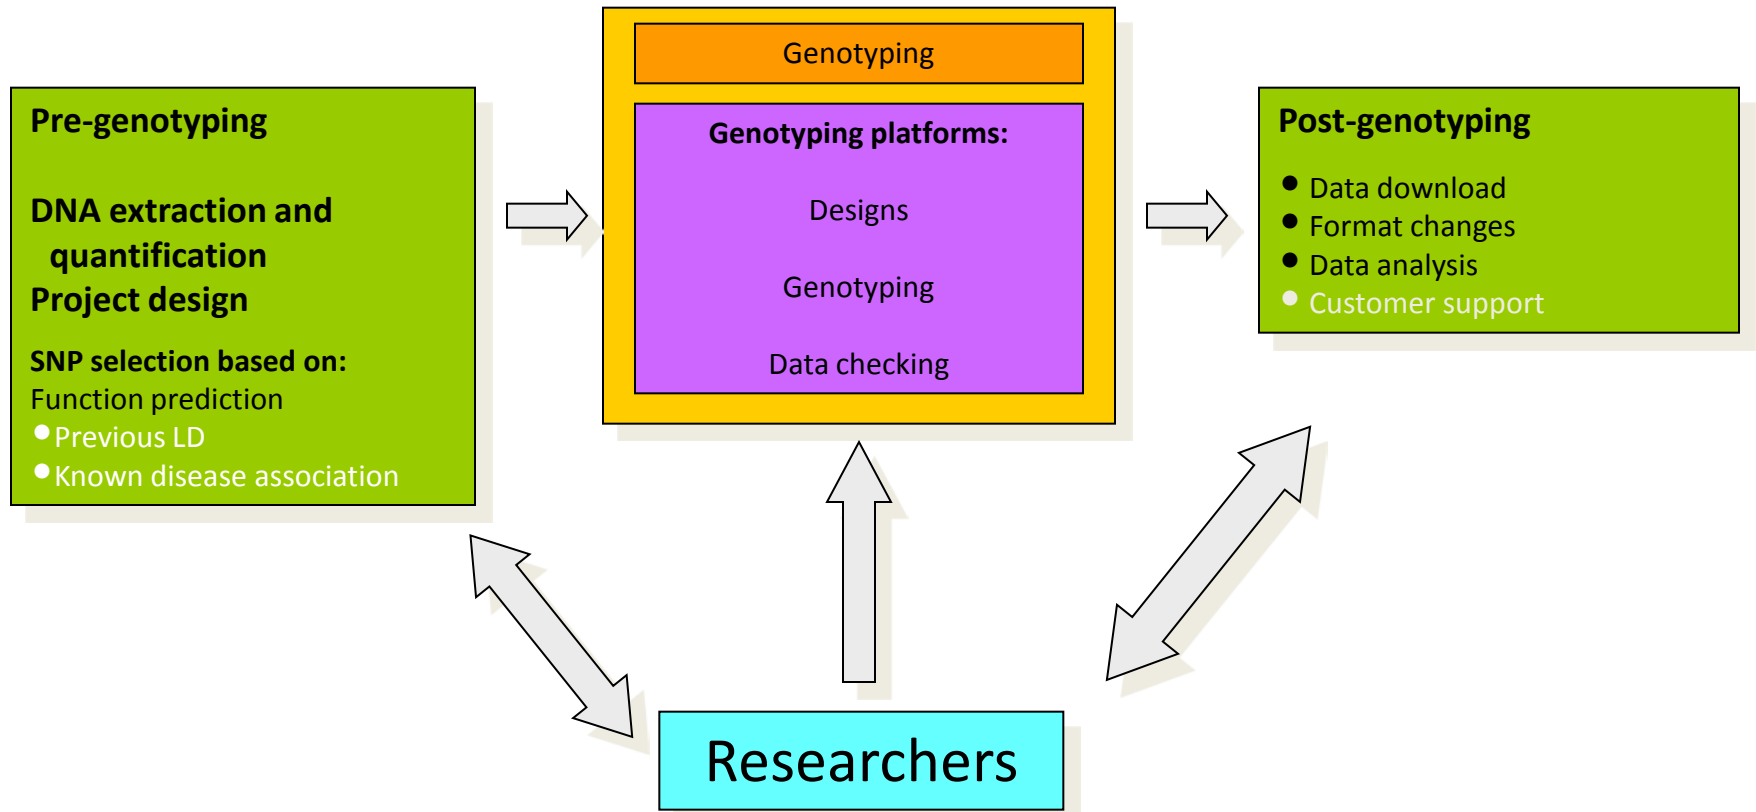 Pre-genotyping
DNA extraction and
quantification
Project design
SNP selection based on:
Function prediction
● Previous LD
● Known disease association
Genotyping
Genotyping platforms:
Designs
Genotyping
Data checking
Post-genotyping
● Data download
● Format changes
● Data analysis
● Customer support
Researchers